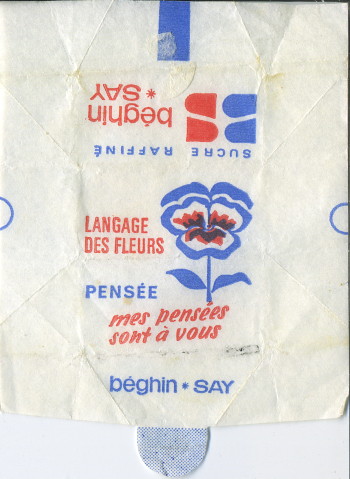 béghin
* SAY
SUCRE RAFFINÉ
LANGAGE
DES FLEURS
PENSÉE
mes pensées
sont à vous
béghin * SAY